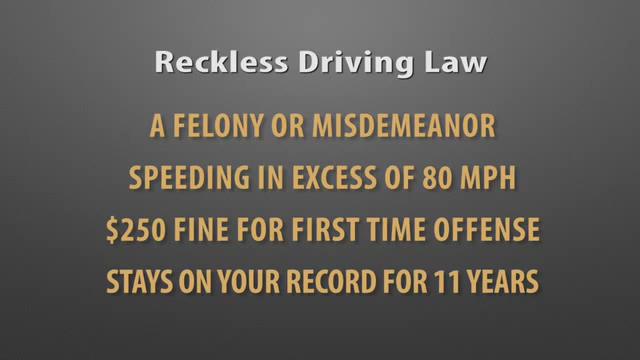 Reckless Driving Law
A FELONY OR MISDEMEANOR
SPEEDING IN EXCESS OF 80 MPH
$250 FINE FOR FIRST TIME OFFENSE
STAYS ON YOUR RECORD FOR 11 YEARS